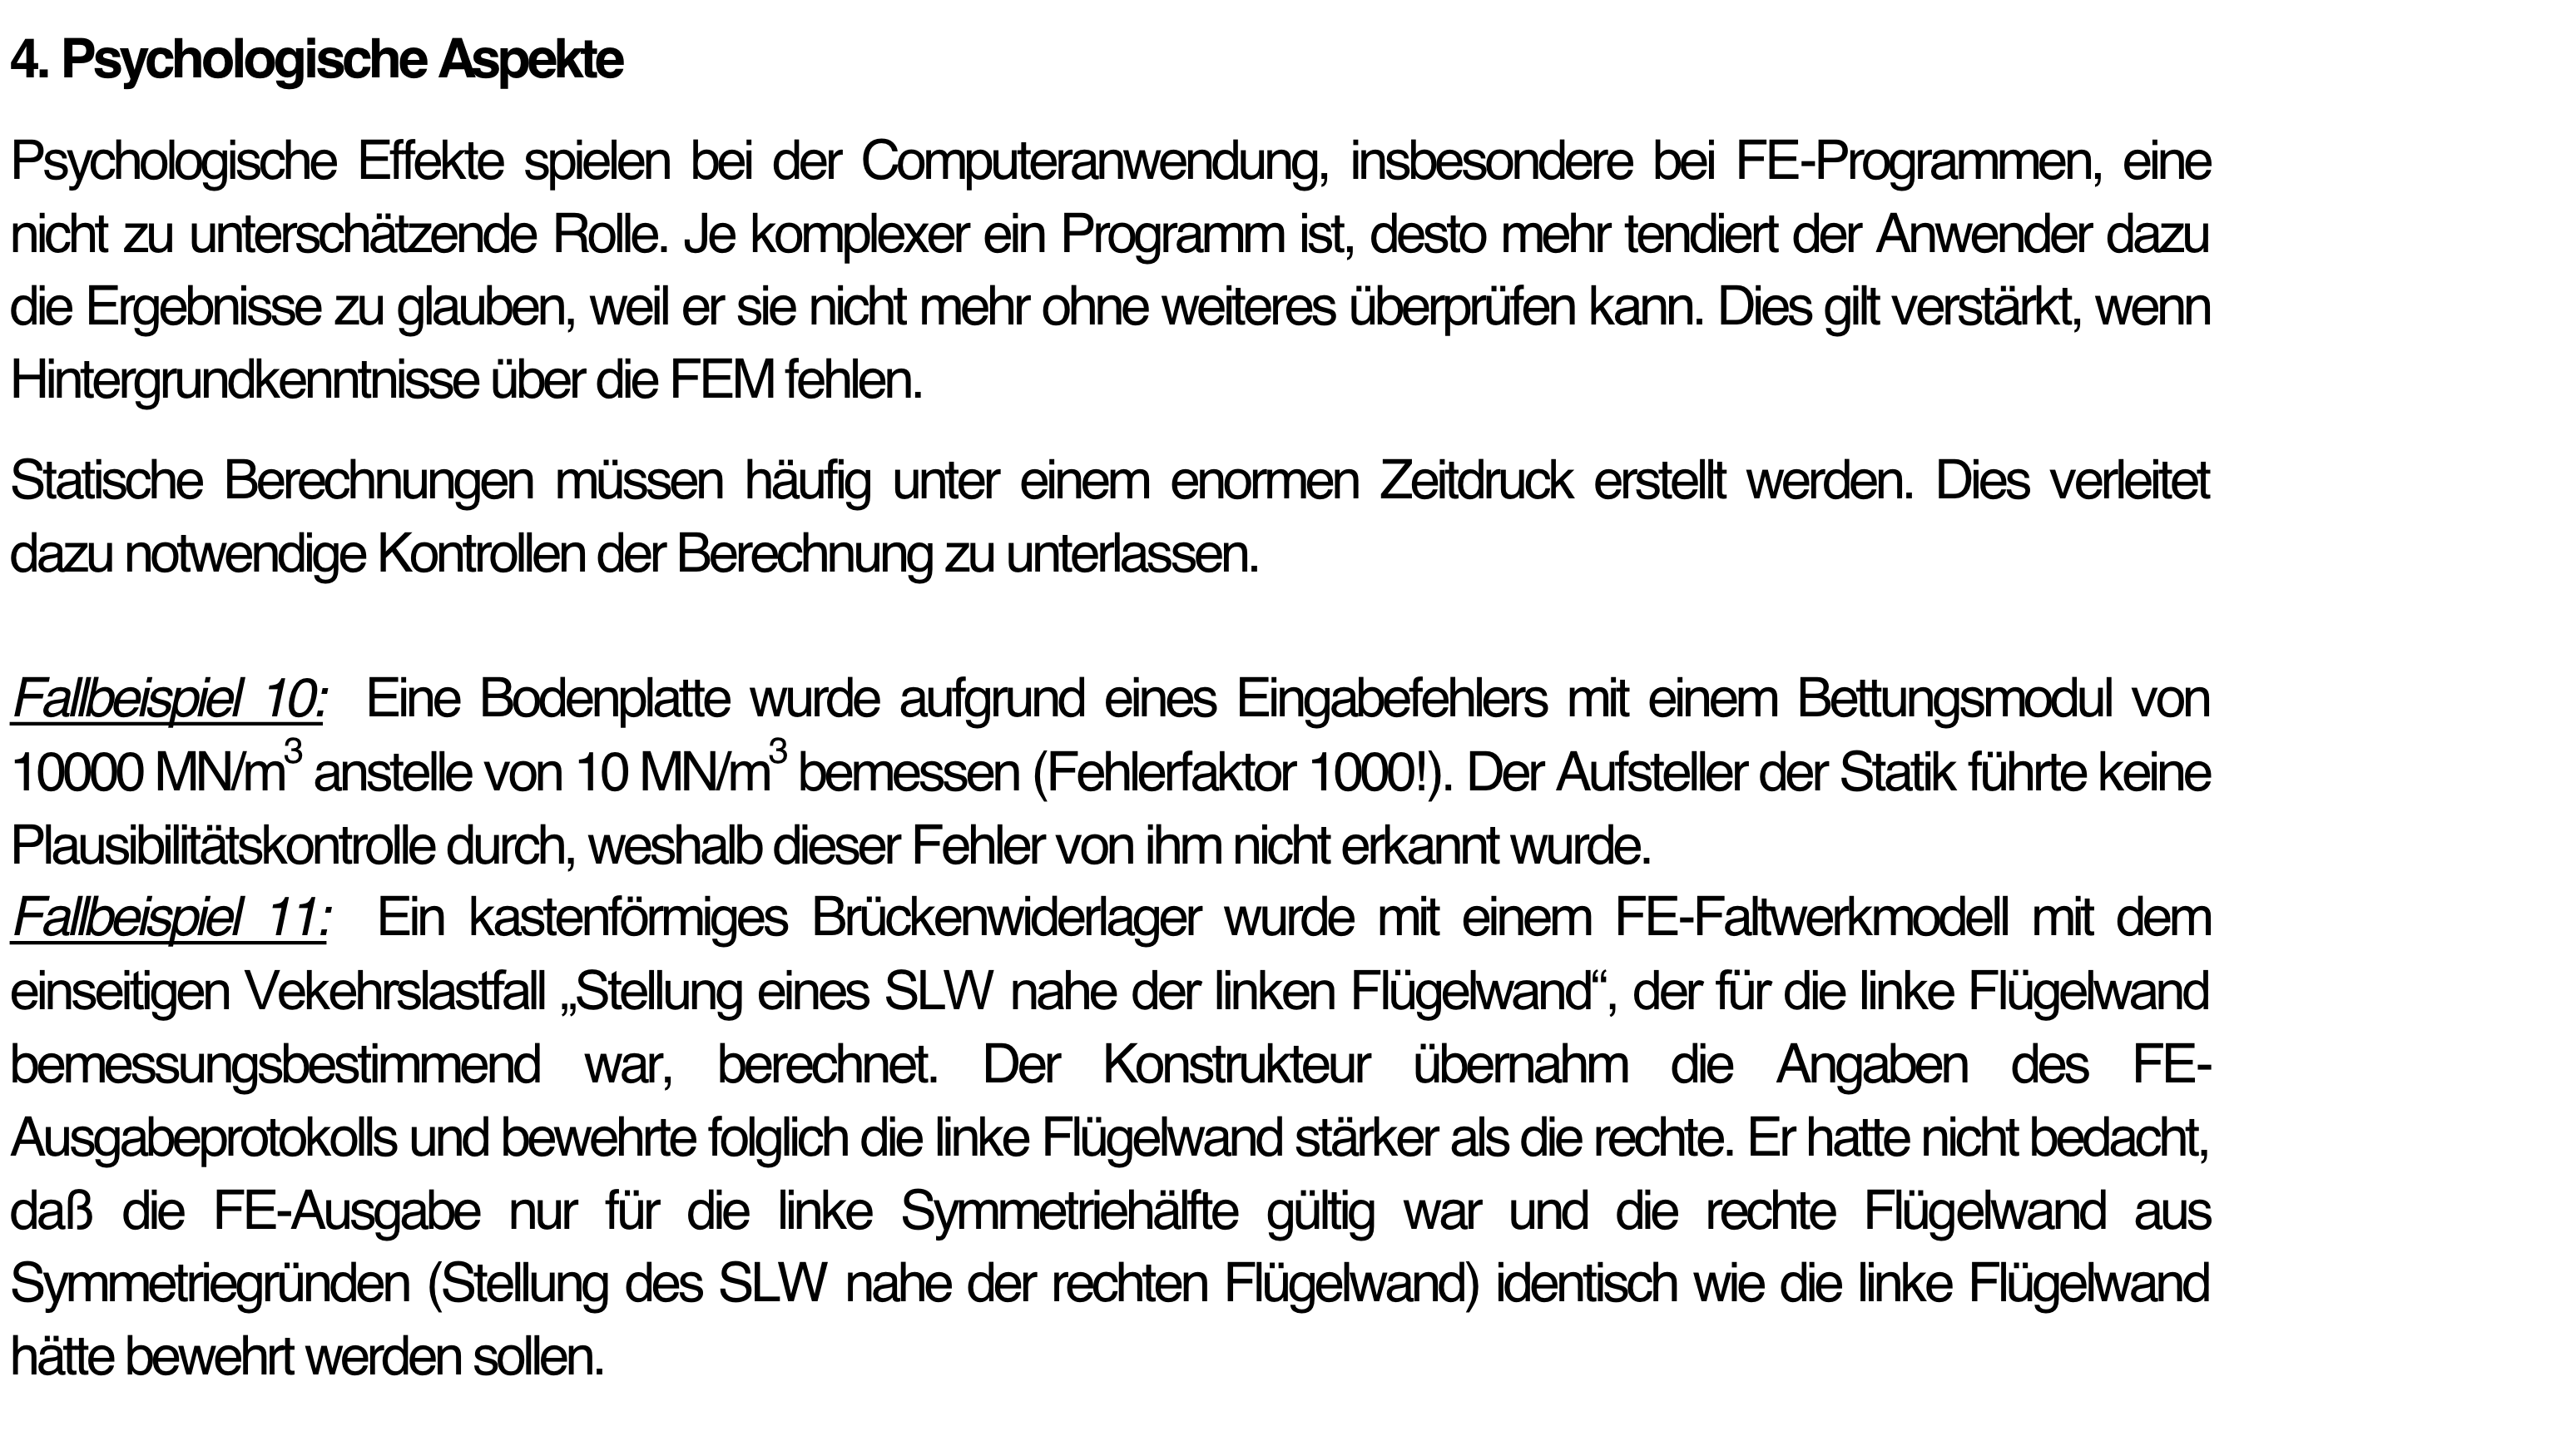 4. Psychologische Aspekte
Psychologische Effekte spielen bei der Computeranwendung, insbesondere bei FE-Programmen, eine
nicht zu unterschätzende Rolle. Je komplexer ein Programm ist, desto mehr tendiert der Anwender dazu
die Ergebnisse zu glauben, weil er sie nicht mehr ohne weiteres überprüfen kann. Dies gilt verstärkt, wenn
Hintergrundkenntnisse über die FEM fehlen.
Statische Berechnungen müssen häufig unter einem enormen Zeitdruck erstellt werden. Dies verleitet
dazu notwendige Kontrollen der Berechnung zu unterlassen.
Fallbeispiel 10: Eine Bodenplatte wurde aufgrund eines Eingabefehlers mit einem Bettungsmodul von
10000 MN/m³ anstelle von 10 MN/m³ bemessen (Fehlerfaktor 1000!). Der Aufsteller der Statik führte keine
Plausibilitätskontrolle durch, weshalb dieser Fehler von ihm nicht erkannt wurde.
Fallbeispiel 11: Ein kastenförmiges Brückenwiderlager wurde mit einem FE-Faltwerkmodell mit dem
einseitigen Vekehrslastfall „Stellung eines SLW nahe der linken Flügelwand“, der für die linke Flügelwand
bemessungsbestimmend war, berechnet. Der Konstrukteur übernahm die Angaben des FE-
Ausgabeprotokolls und bewehrte folglich die linke Flügelwand stärker als die rechte. Er hatte nicht bedacht,
daß die FE-Ausgabe nur für die linke Symmetriehälfte gültig war und die rechte Flügelwand aus
Symmetriegründen (Stellung des SLW nahe der rechten Flügelwand) identisch wie die linke Flügelwand
hätte bewehrt werden sollen.